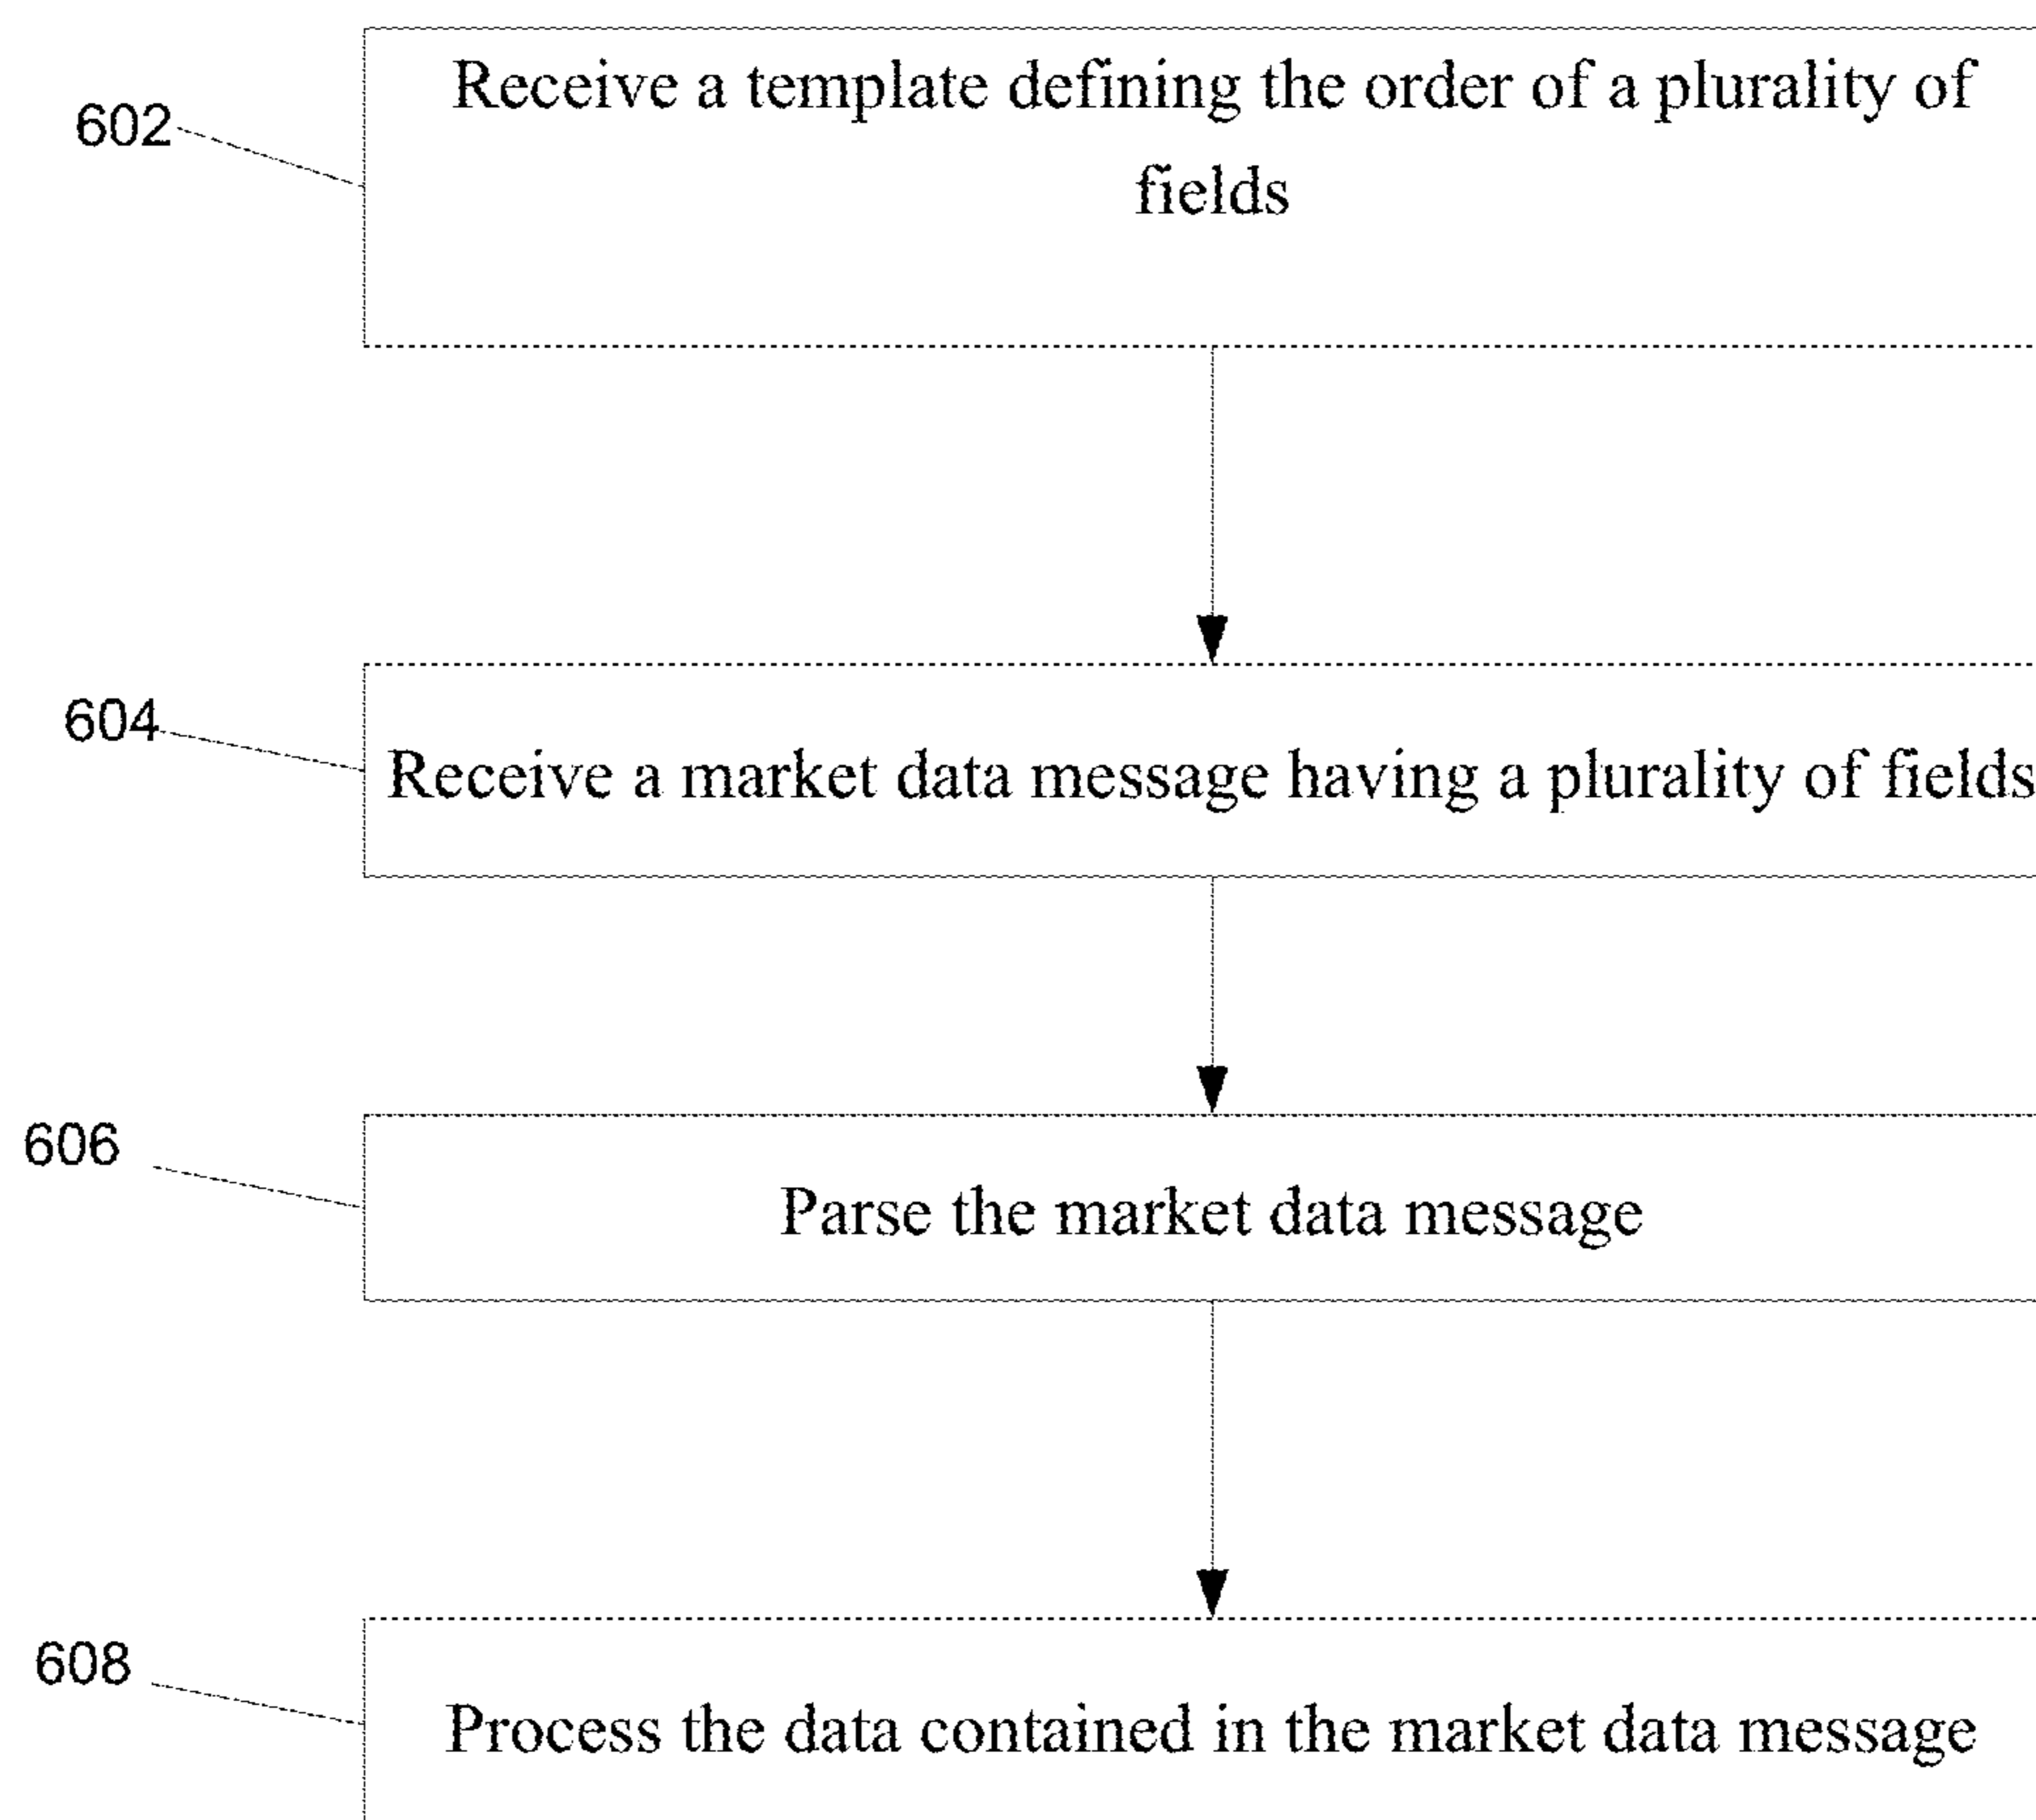 602
Receive a template defining the order of a plurality of
fields
604
Receive a market data message having a plurality of fields
606
Parse the market data message
608
Process the data contained in the market data message